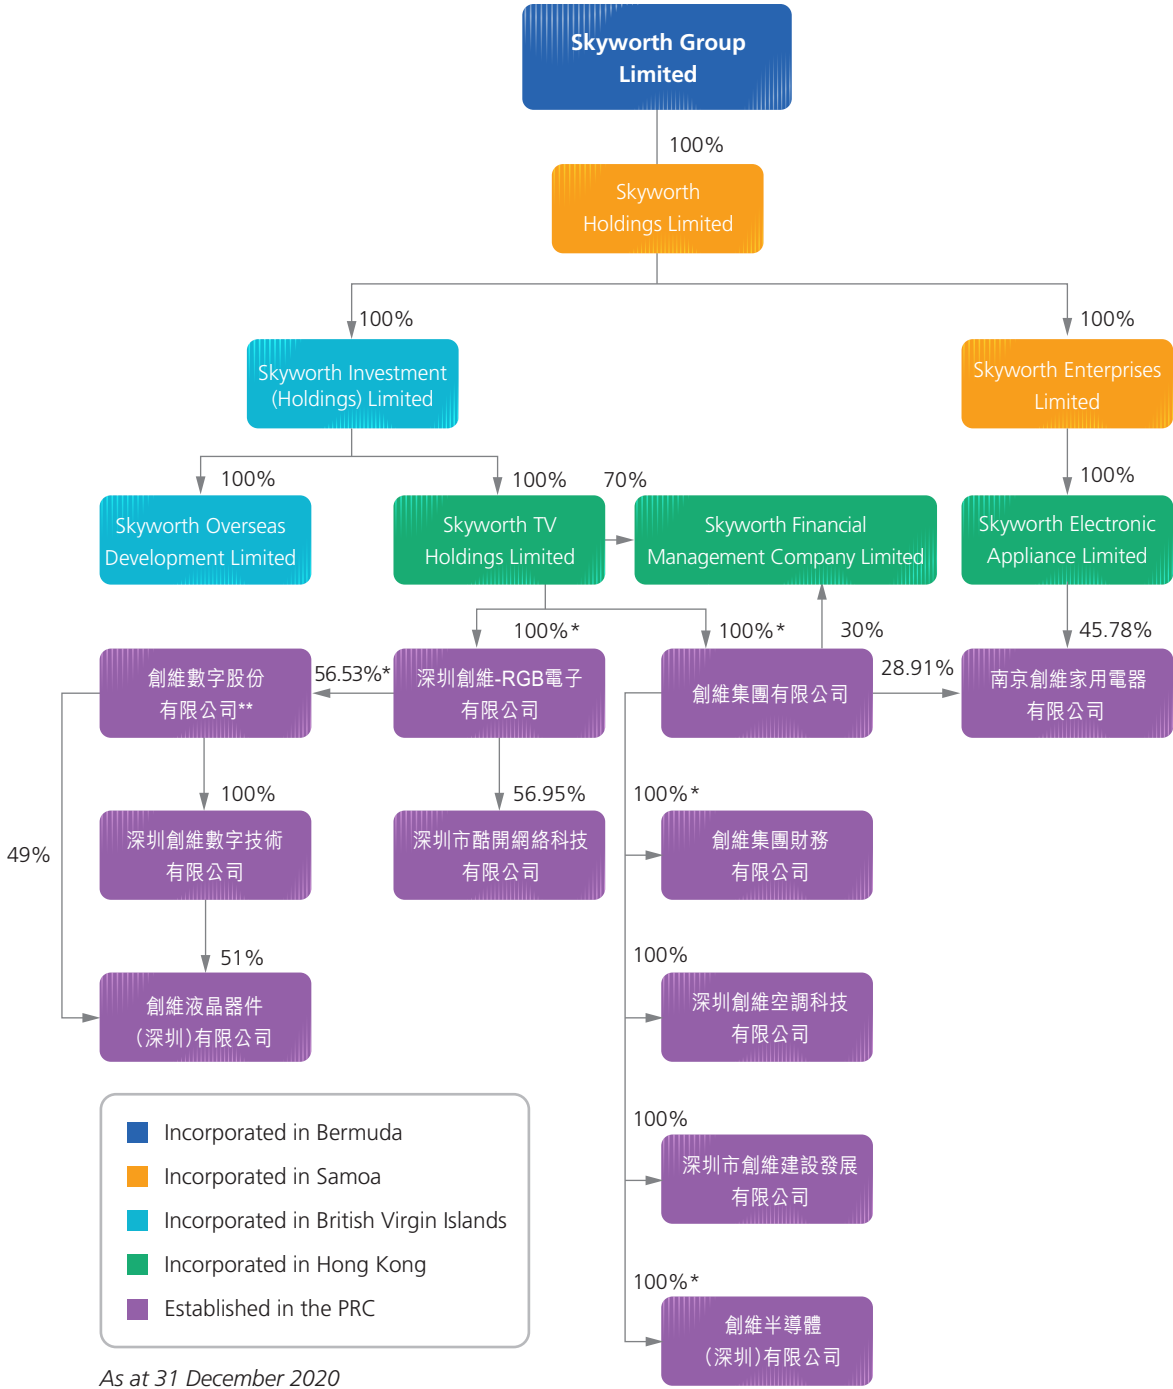 Skyworth Group
Limited
100%
Skyworth
Holdings Limited
100%
100%
Skyworth Investment
(Holdings) Limited
Skyworth Enterprises
Limited
100%
100%
70%
100%
Skyworth Overseas
Development Limited
Skyworth TV
Holdings Limited
Skyworth Financial
Management Company Limited
Skyworth Electronic
Appliance Limited
100%*
100%*
30%
45.78%
創維數字股份
有限公司**
56.53%*
深圳創維-RGB電子
有限公司
創維集團有限公司
28.91%
南京創維家用電器
有限公司
100%
56.95%
100%*
49%
深圳創維數字技術
有限公司
深圳市酷開網絡科技
有限公司
創維集團財務
有限公司
51%
100%
創維液晶器件
（深圳）有限公司
深圳創維空調科技
有限公司
100%
深圳市創維建設發展
有限公司
100%*
創維半導體
（深圳）有限公司
Incorporated in Bermuda
Incorporated in Samoa
Incorporated in British Virgin Islands
Incorporated in Hong Kong
Established in the PRC
As at 31 December 2020